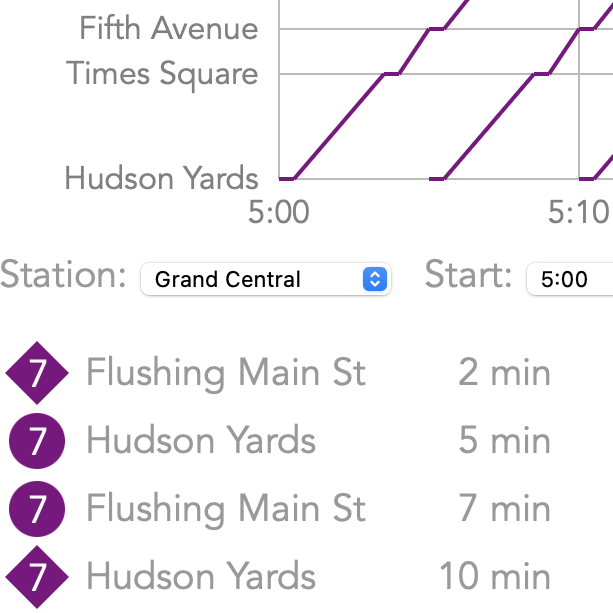 Fifth Avenue
Times Square
Hudson Yards
5:00 5:10
Station: Grand Central Start: 5:00
7 Flushing Main St 2 min
7 Hudson Yards 5 min
7 Flushing Main St 7 min
7 Hudson Yards 10 min